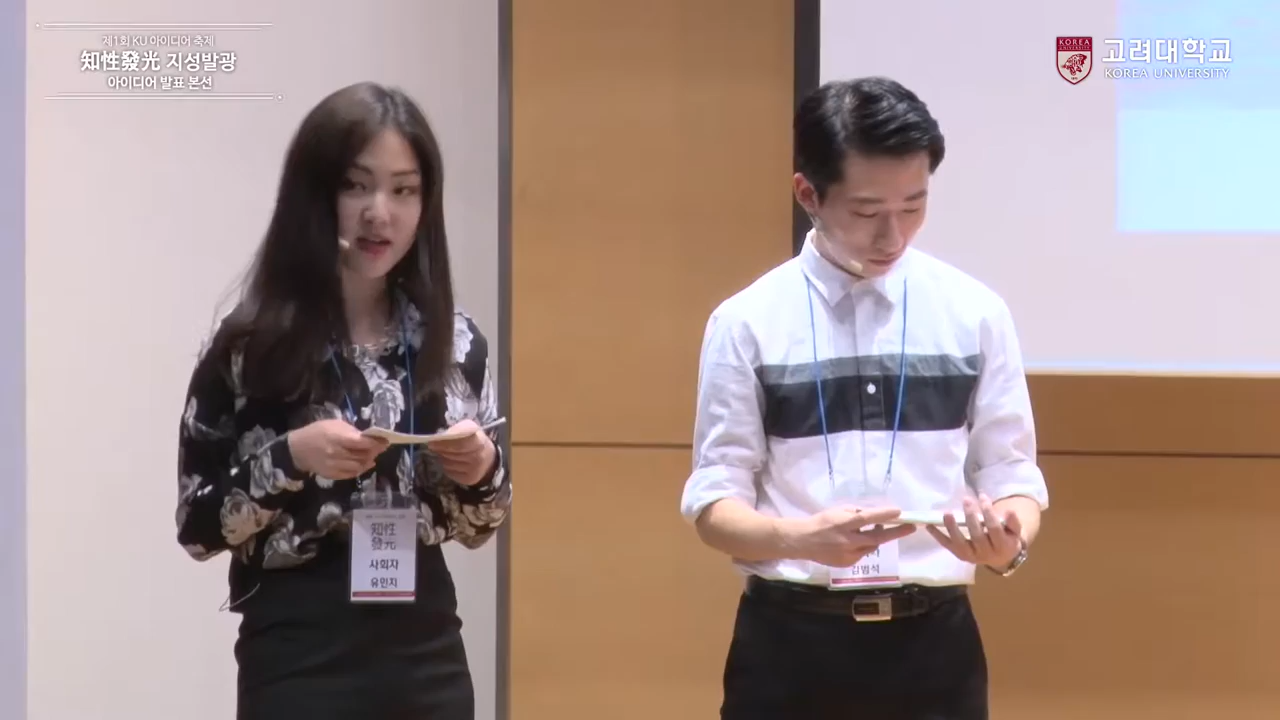 제1회 KU 아이디어 축제
知性發光 지성발광
아이디어 발표 본선
KOREA
UNIVERSITY
고려대학교
KOREA UNIVERSITY
知性
發光
사회자
유민지
김범석